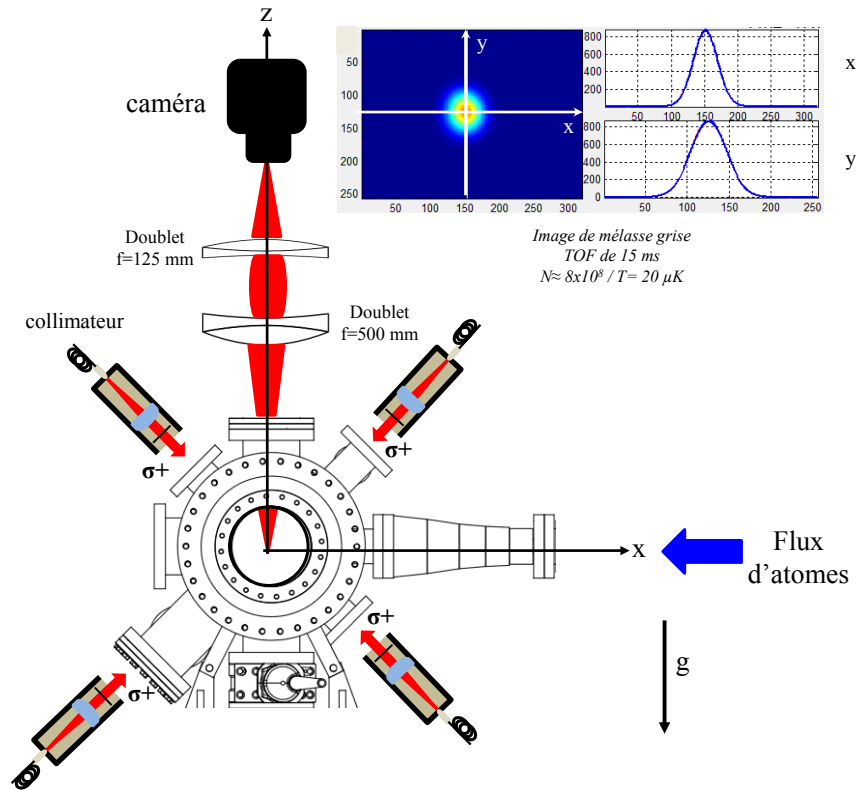 z
caméra
Doublet
f=125 mm
Doublet
f=500 mm
collimateur
σ+
σ+
σ+
σ+
x
Flux
d'atomes
g
50
100
150
200
250
50 100 150 200 250 300
y
x
800
600
400
200
50 100 150 200 250 300
x
800
600
400
200
0
50 100 150 200 250
y
Image de mélasse grise
TOF de 15 ms
N≈ 8x10⁸ / T= 20 µK